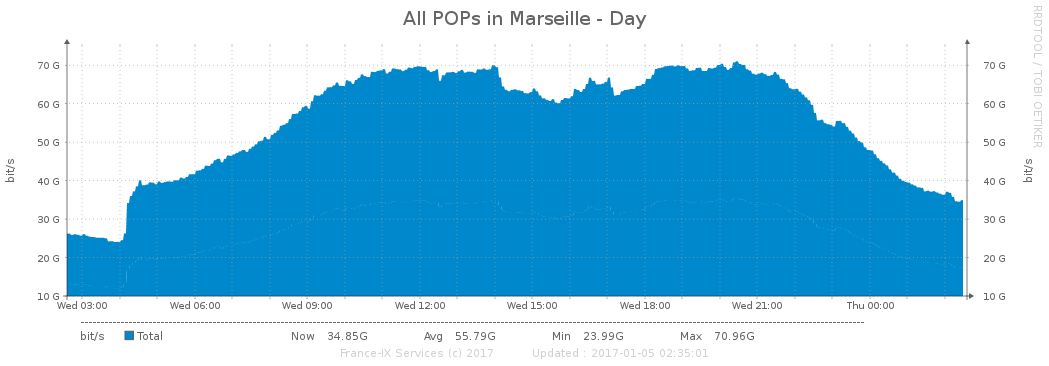 All POPs in Marseille - Day
RRDTOOL / TOBI OETIKER
bit/s
70 G 70 G
60 G 60 G
50 G 50 G
40 G 40 G
30 G 30 G
20 G 20 G
10 G 10 G
bit/s
Wed 03:00 Wed 06:00 Wed 09:00 Wed 12:00 Wed 15:00 Wed 18:00 Wed 21:00 Thu 00:00
bit/s Total Now 34.85G Avg 55.79G Min 23.99G Max 70.96G
France-IX Services (c) 2017 Updated : 2017-01-05 02:35:01